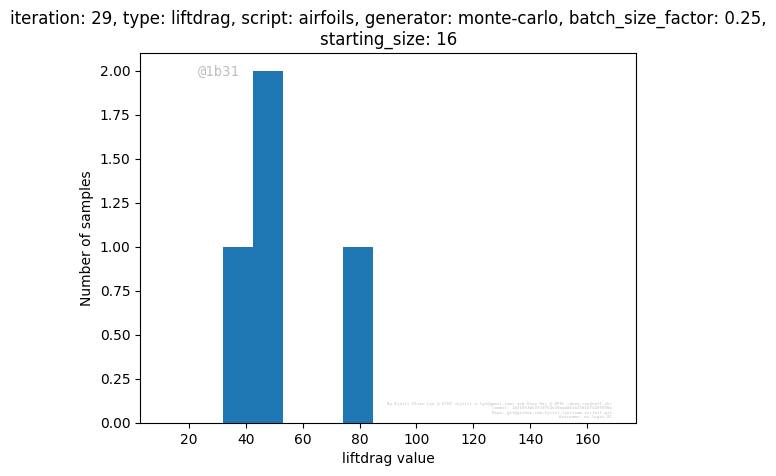 iteration: 29, type: liftdrag, script: airfoils, generator: monte-carlo, batch_size_factor: 0.25,
starting_size: 16
@1b31
2.00
1.75
1.50
1.25
1.00
0.75
0.50
0.25
0.00
Number of samples
20 40 60 80 100 120 140 160
liftdrag value